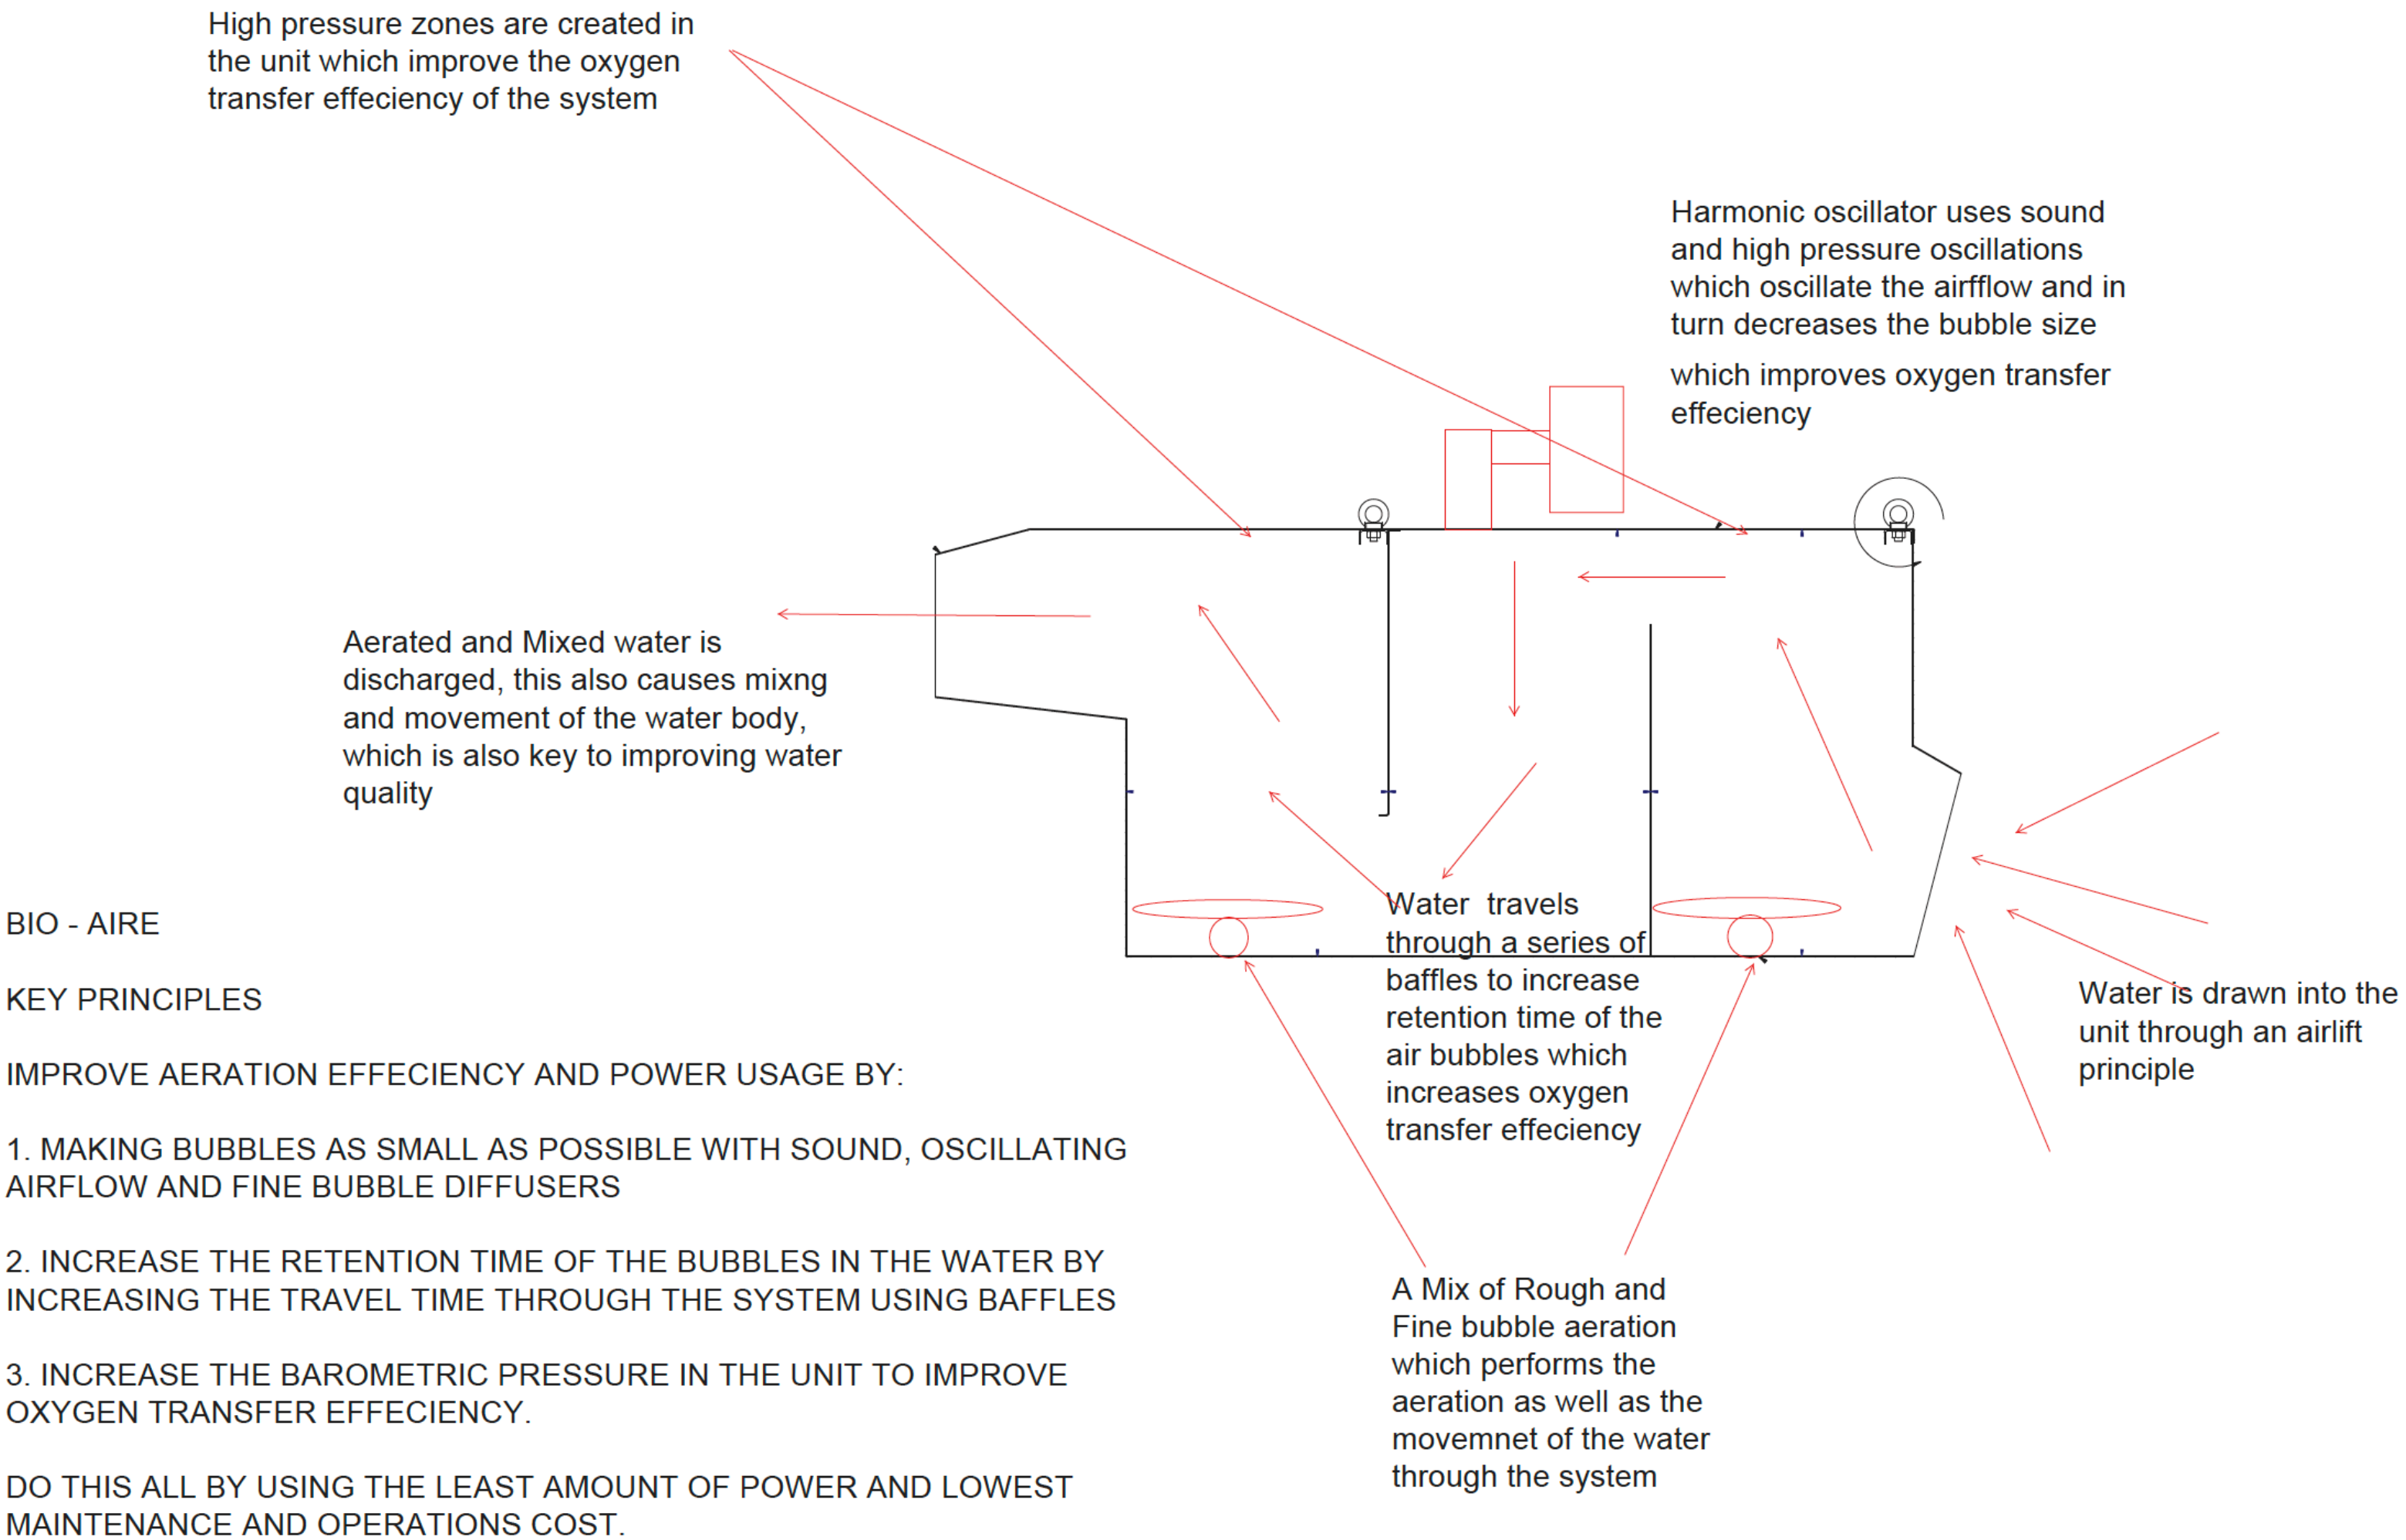 High pressure zones are created in
the unit which improve the oxygen
transfer effeciency of the system
Harmonic oscillator uses sound
and high pressure oscillations
which oscillate the airfflow and in
turn decreases the bubble size
which improves oxygen transfer
effeciency
Aerated and Mixed water is
discharged, this also causes mixng
and movement of the water body,
which is also key to improving water
quality
Water travels
through a series of
baffles to increase
retention time of the
air bubbles which
increases oxygen
transfer effeciency
Water is drawn into the
unit through an airlift
principle
A Mix of Rough and
Fine bubble aeration
which performs the
aeration as well as the
movemnet of the water
through the system
BIO - AIRE
KEY PRINCIPLES
IMPROVE AERATION EFFECIENCY AND POWER USAGE BY:
1. MAKING BUBBLES AS SMALL AS POSSIBLE WITH SOUND, OSCILLATING
AIRFLOW AND FINE BUBBLE DIFFUSERS
2. INCREASE THE RETENTION TIME OF THE BUBBLES IN THE WATER BY
INCREASING THE TRAVEL TIME THROUGH THE SYSTEM USING BAFFLES
3. INCREASE THE BAROMETRIC PRESSURE IN THE UNIT TO IMPROVE
OXYGEN TRANSFER EFFECIENCY.
DO THIS ALL BY USING THE LEAST AMOUNT OF POWER AND LOWEST
MAINTENANCE AND OPERATIONS COST.